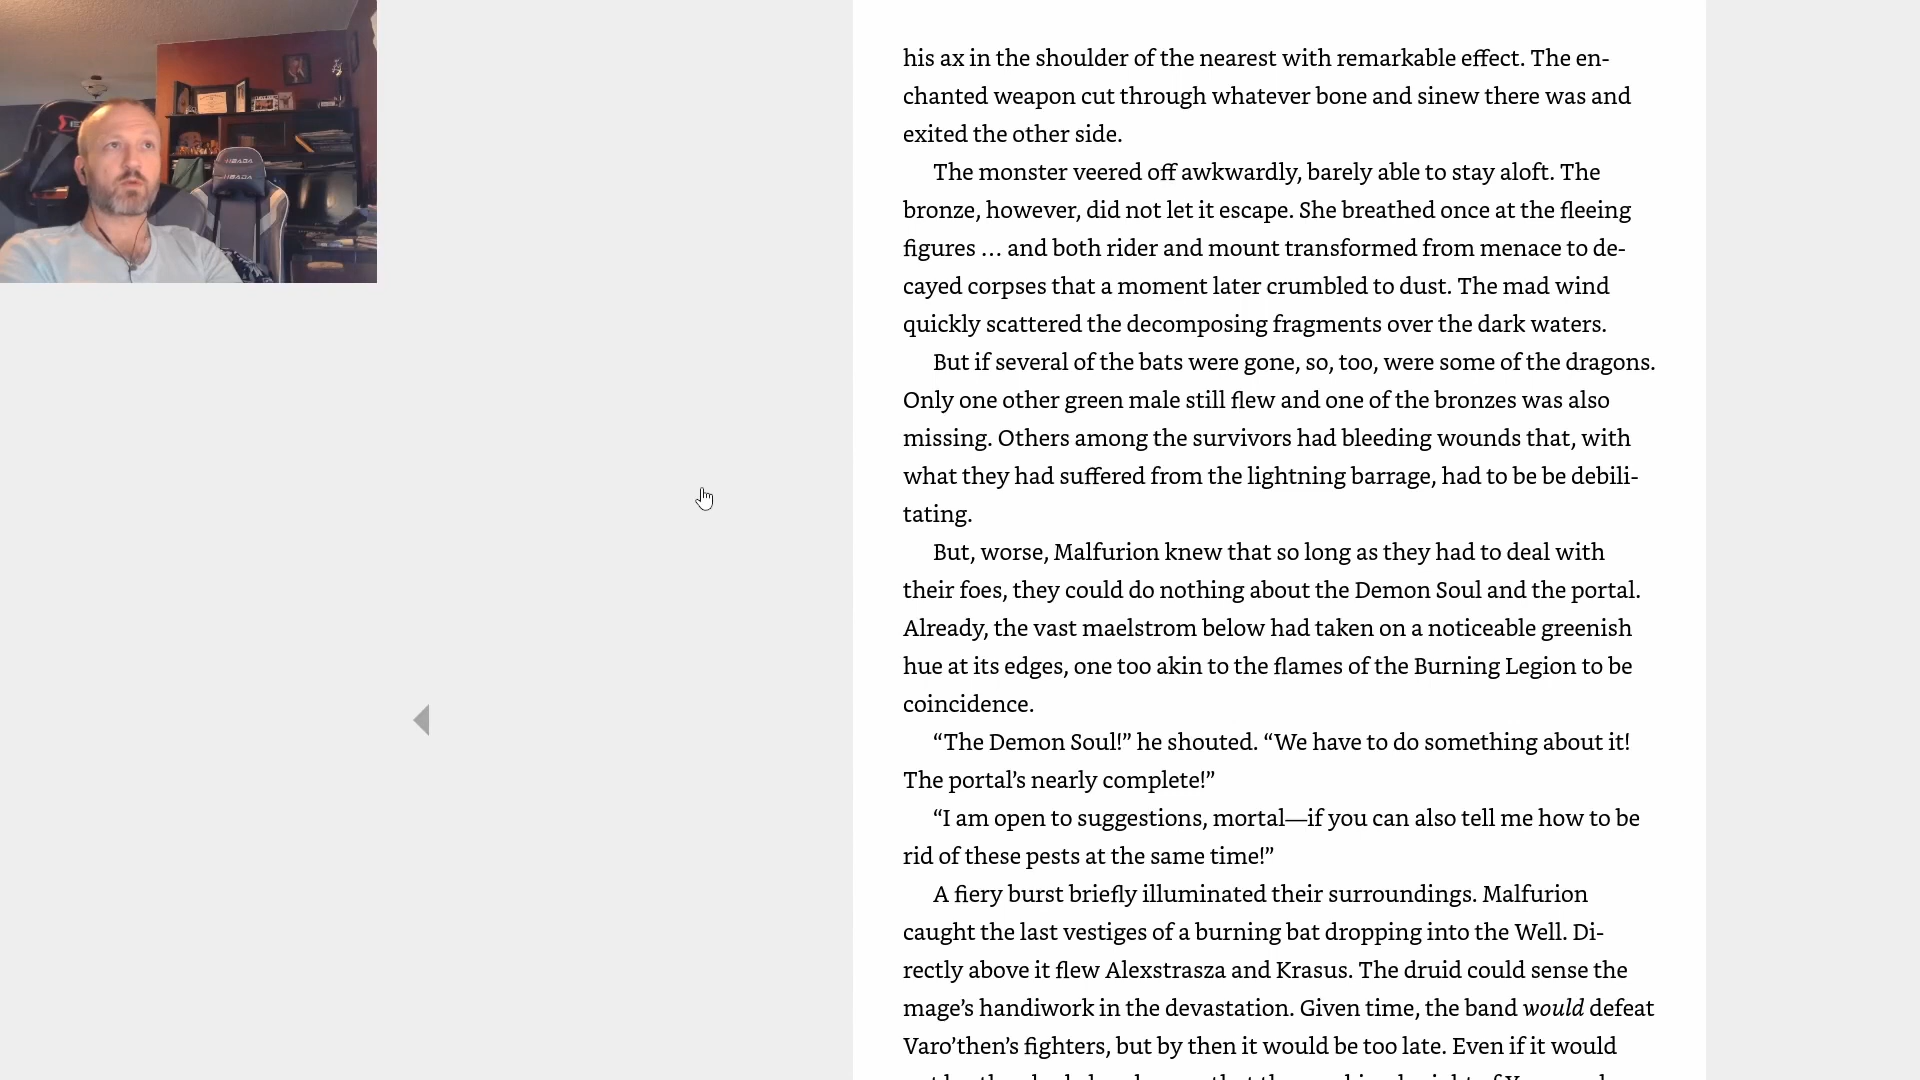 his ax in the shoulder of the nearest with remarkable effect. The en-
chanted weapon cut through whatever bone and sinew there was and
exited the other side.
The monster veered off awkwardly, barely able to stay aloft. The
bronze, however, did not let it escape. She breathed once at the fleeing
figures … and both rider and mount transformed from menace to de-
cayed corpses that a moment later crumbled to dust. The mad wind
quickly scattered the decomposing fragments over the dark waters.
But if several of the bats were gone, so, too, were some of the dragons.
Only one other green male still flew and one of the bronzes was also
missing. Others among the survivors had bleeding wounds that, with
what they had suffered from the lightning barrage, had to be be debili-
tating.
But, worse, Malfurion knew that so long as they had to deal with
their foes, they could do nothing about the Demon Soul and the portal.
Already, the vast maelstrom below had taken on a noticeable greenish
hue at its edges, one too akin to the flames of the Burning Legion to be
coincidence.
“The Demon Soul!” he shouted. “We have to do something about it!
The portal’s nearly complete!”
“I am open to suggestions, mortal—if you can also tell me how to be
rid of these pests at the same time!”
A fiery burst briefly illuminated their surroundings. Malfurion
caught the last vestiges of a burning bat dropping into the Well. Di-
rectly above it flew Alexstrasza and Krasus. The druid could sense the
mage’s handiwork in the devastation. Given time, the band would defeat
Varo’then’s fighters, but by then it would be too late. Even if it would